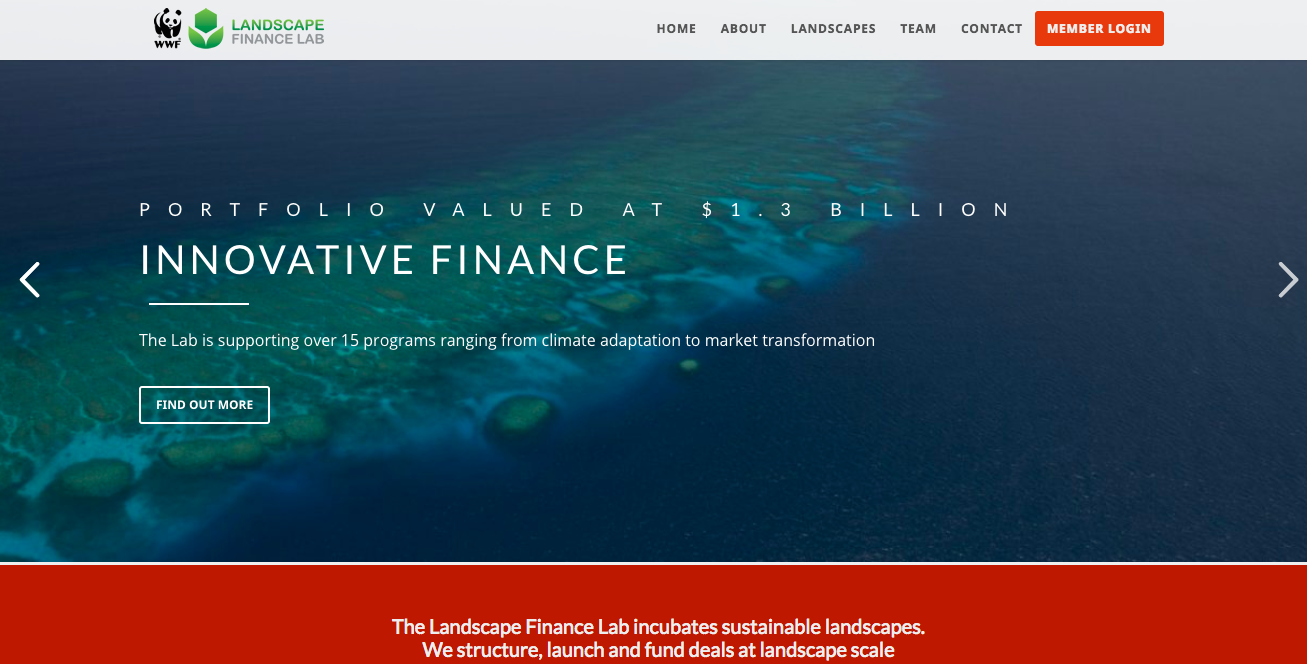 WWF
LANDSCAPE
FINANCE LAB
HOME ABOUT LANDSCAPES TEAM CONTACT MEMBER LOGIN
PORTFOLIO VALUED AT $1.3 BILLION
INNOVATIVE FINANCE
The Lab is supporting over 15 programs ranging from climate adaptation to market transformation
FIND OUT MORE
The Landscape Finance Lab incubates sustainable landscapes.
We structure, launch and fund deals at landscape scale